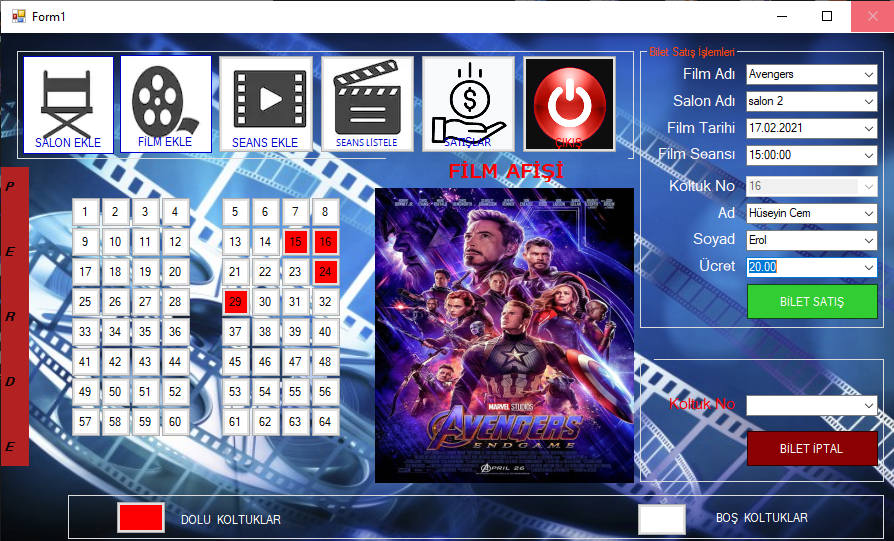 Form1
SALON EKLE
FİLM EKLE
SEANS EKLE
SEANS LİSTELE
SATIŞLAR
ÇIKIŞ
Bilet Satış İşlemleri
Film Adı Avengers
Salon Adı salon 2
Film Tarihi 17.02.2021
Film Seansı 15:00:00
Koltuk No 16
Ad Hüseyin Cem
Soyad Erol
Ücret 20.00
BİLET SATIŞ
P
E
R
D
E
1 2 3 4 5 6 7 8
9 10 11 12 13 14 15 16
17 18 19 20 21 22 23 24
25 26 27 28 29 30 31 32
33 34 35 36 37 38 39 40
41 42 43 44 45 46 47 48
49 50 51 52 53 54 55 56
57 58 59 60 61 62 63 64
FİLM AFİŞİ
MARVEL STUDIOS
AVENGERS
ENDGAME
APRIL 26
Koltuk No
BİLET İPTAL
DOLU KOLTUKLAR
BOŞ KOLTUKLAR